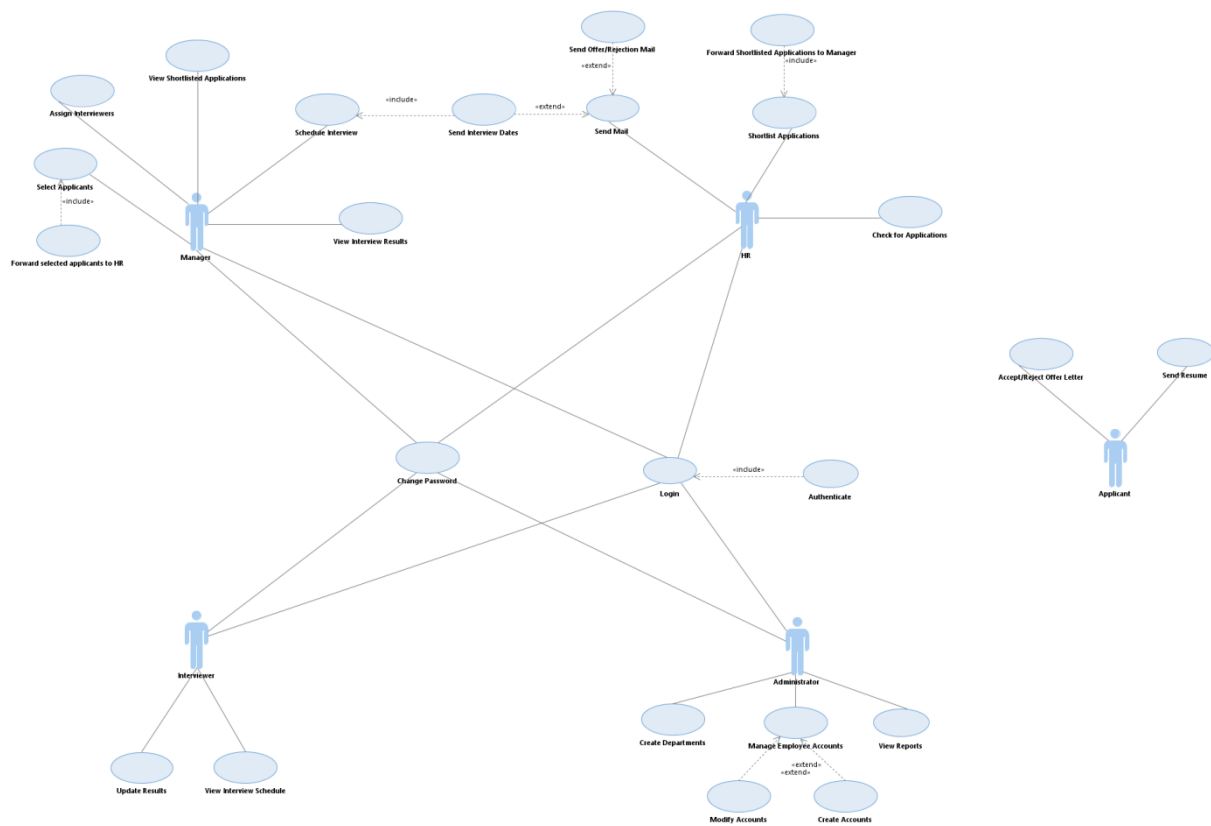 Send Offer/Rejection Mail
Forward Shortlisted Applications to Manager
«extend»
«include»
View Shortlisted Applications
«include»
«extend»
Assign Interviewers
Schedule Interview
Send Interview Dates
Send Mail
Shortlist Applications
Select Applicants
«include»
View Interview Results
Check for Applications
Manager
HR
Forward selected applicants to HR
Accept/Reject Offer Letter
Send Resume
«include»
Change Password
Login
Authenticate
Applicant
Interviewer
Administrator
Create Departments
Manage Employee Accounts
View Reports
«extend»
«extend»
Update Results
View Interview Schedule
Modify Accounts
Create Accounts